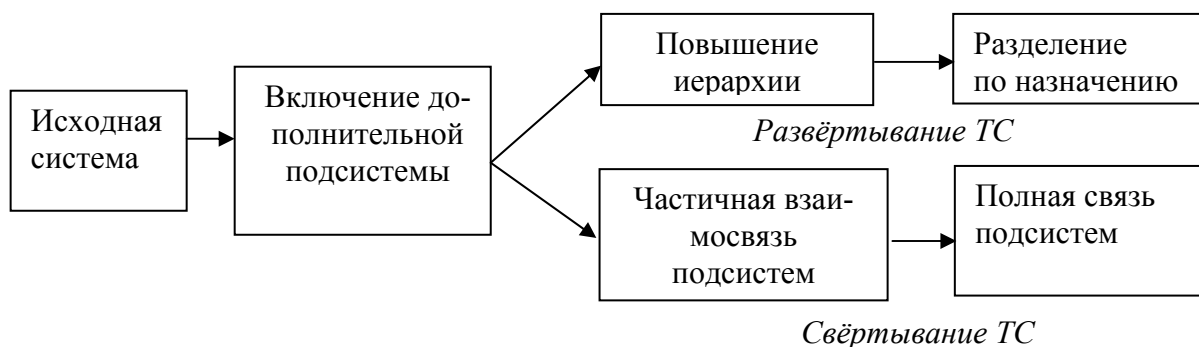 Исходная
система
Включение до-
полнительной
подсистемы
Повышение
иерархии
Разделение
по назначению
Развёртывание ТС
Частичная взаи-
мосвязь
подсистем
Полная связь
подсистем
Свёртывание ТС